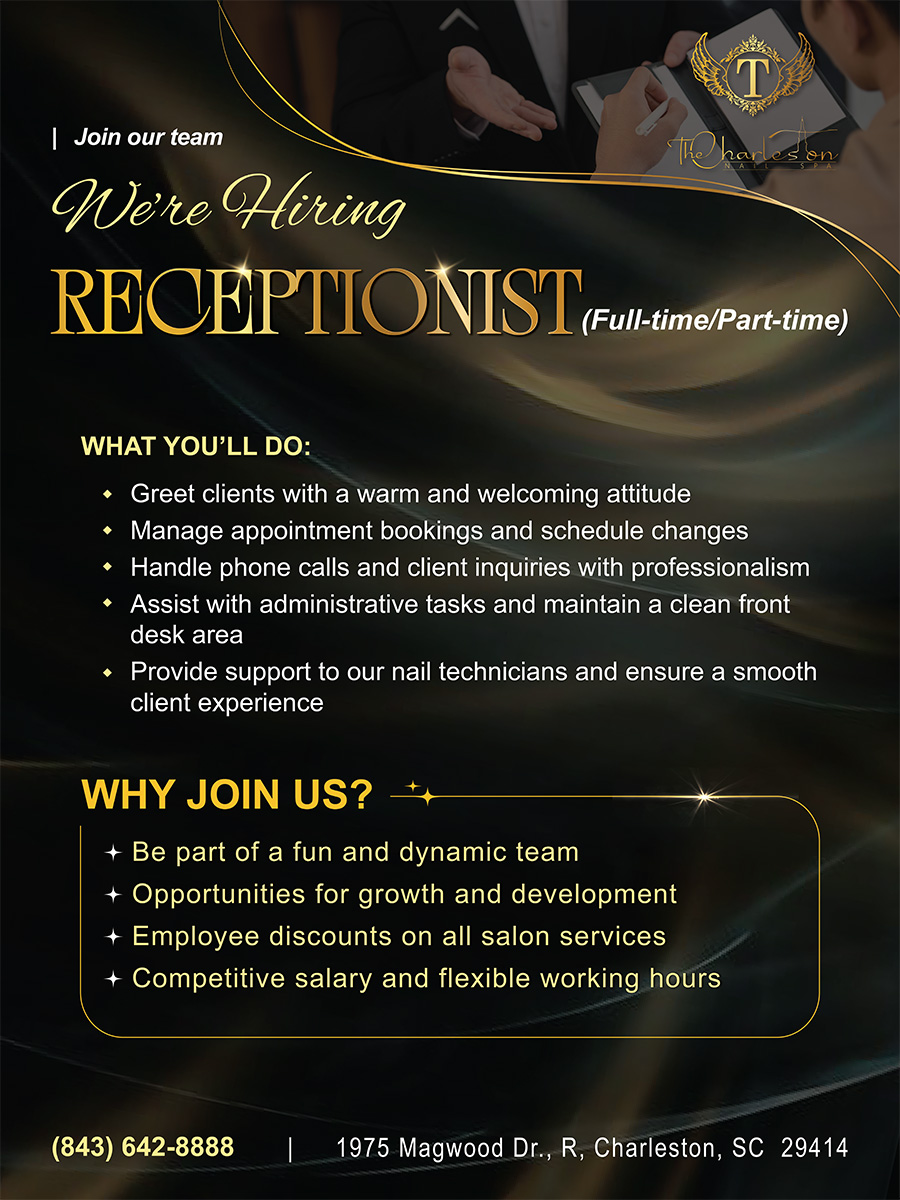 T
The Charleston
NAIL SPA
| Join our team
We're Hiring
RECEPTIONIST (Full-time/Part-time)
WHAT YOU'LL DO:
Greet clients with a warm and welcoming attitude
Manage appointment bookings and schedule changes
Handle phone calls and client inquiries with professionalism
Assist with administrative tasks and maintain a clean front
desk area
Provide support to our nail technicians and ensure a smooth
client experience
WHY JOIN US?
Be part of a fun and dynamic team
Opportunities for growth and development
Employee discounts on all salon services
Competitive salary and flexible working hours
(843) 642-8888 | 1975 Magwood Dr., R, Charleston, SC 29414